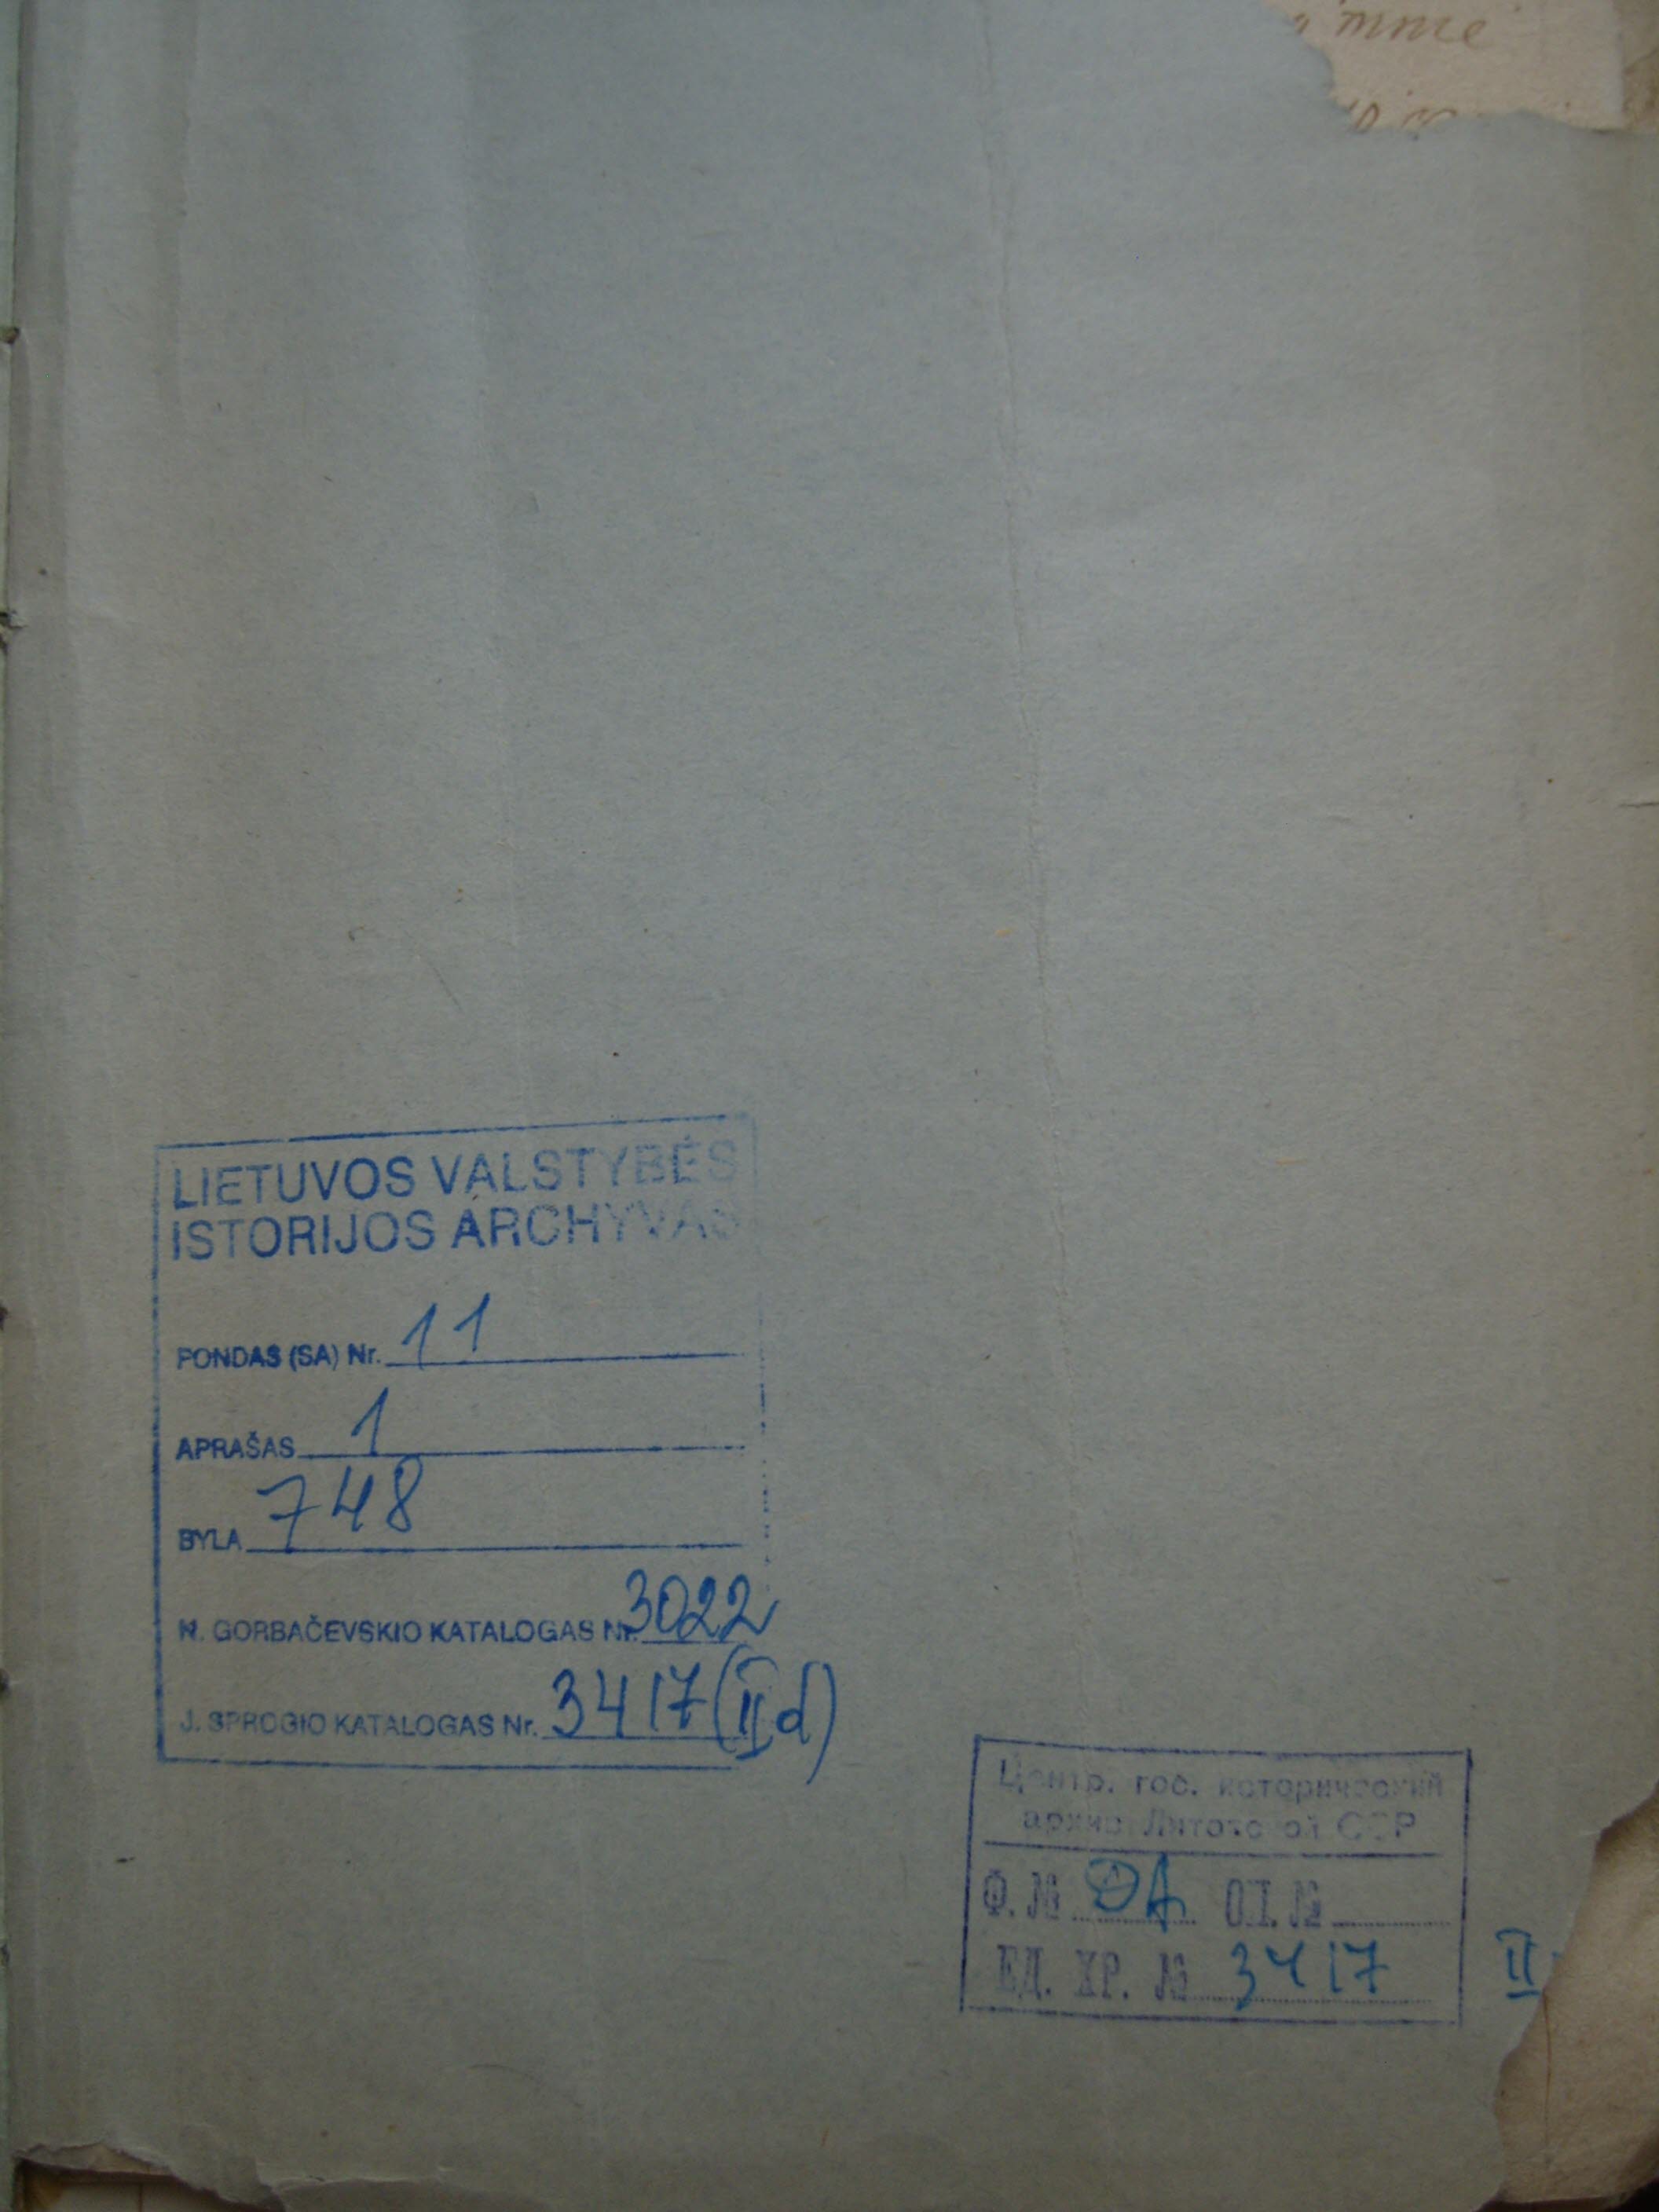 mnie
LIETUVOS VALSTYBĖS
ISTORIJOS ARCHYVAS
FONDAS (SA) Nr. 11
APRAŠAS 1
BYLA 748
N. GORBAČEVSKIO KATALOGAS Nr. 3022
J. SPROGIO KATALOGAS Nr. 3417 (II d)
Центр. гос. исторический
архив Литовской ССР
Ф. № ДА ОП. №
ЕД. ХР. № 3417 II